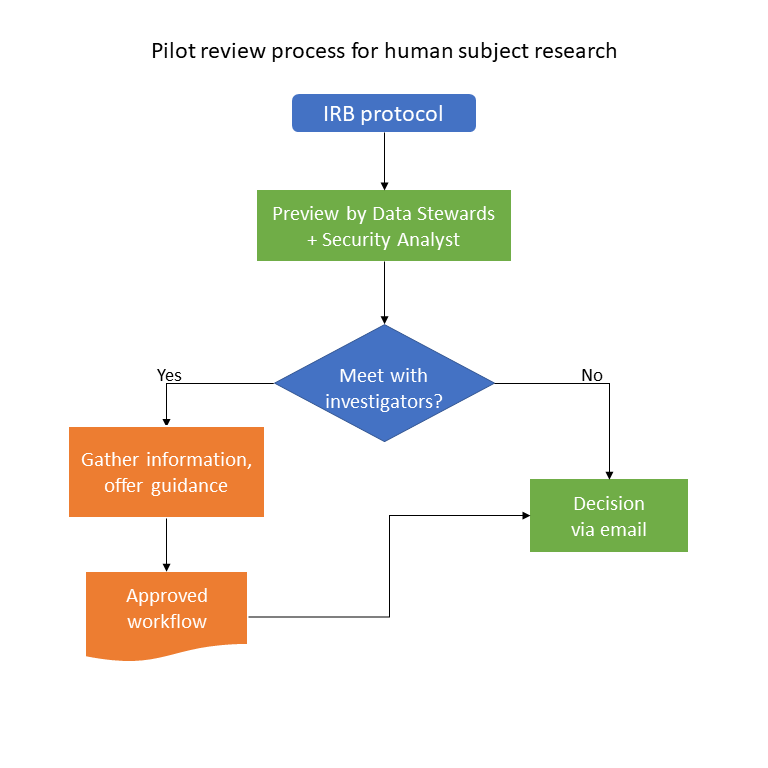 Pilot review process for human subject research
IRB protocol
Preview by Data Stewards
+ Security Analyst
Meet with
investigators?
Yes
No
Gather information,
offer guidance
Decision
via email
Approved
workflow